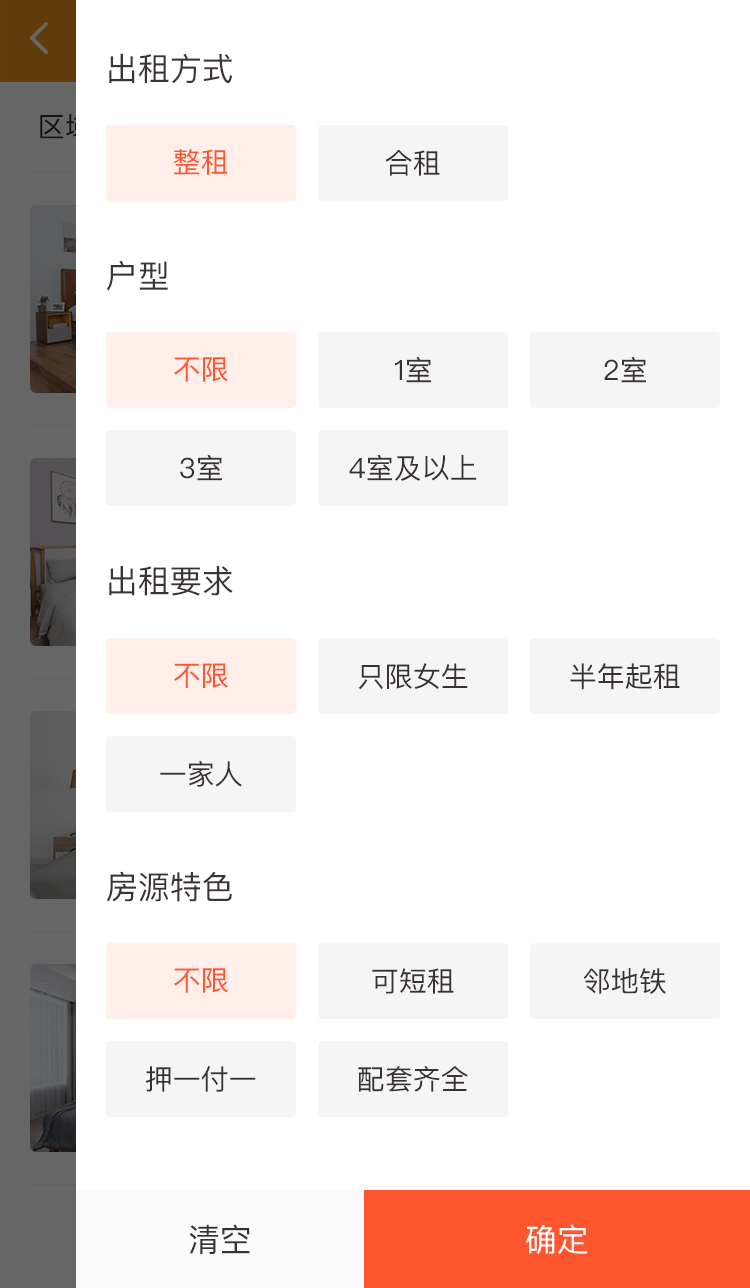 区域
出租方式
整租 合租
户型
不限 1室 2室
3室 4室及以上
出租要求
不限 只限女生 半年起租
一家人
房源特色
不限 可短租 邻地铁
押一付一 配套齐全
清空 确定